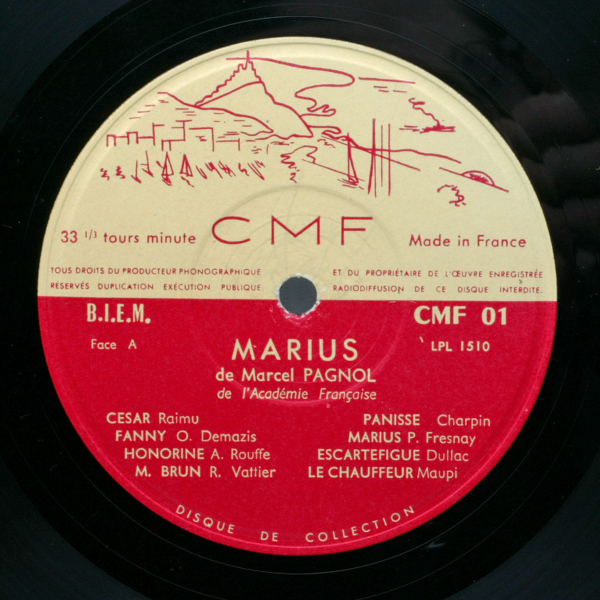 CMF
33 1/3 tours minute
Made in France
TOUS DROITS DU PRODUCTEUR PHONOGRAPHIQUE
ET DU PROPRIÉTAIRE DE L'ŒUVRE ENREGISTRÉE
RÉSERVÉS DUPLICATION EXÉCUTION PUBLIQUE
RADIODIFFUSION DE CE DISQUE INTERDITE.
B.I.E.M.
CMF 01
Face A
LPL 1510
MARIUS
de Marcel PAGNOL
de l'Académie Française
CESAR Raimu
PANISSE Charpin
FANNY O. Demazis
MARIUS P. Fresnay
HONORINE A. Rouffe
ESCARTEFIGUE Dullac
M. BRUN R. Vattier
LE CHAUFFEUR Maupi
DISQUE DE COLLECTION